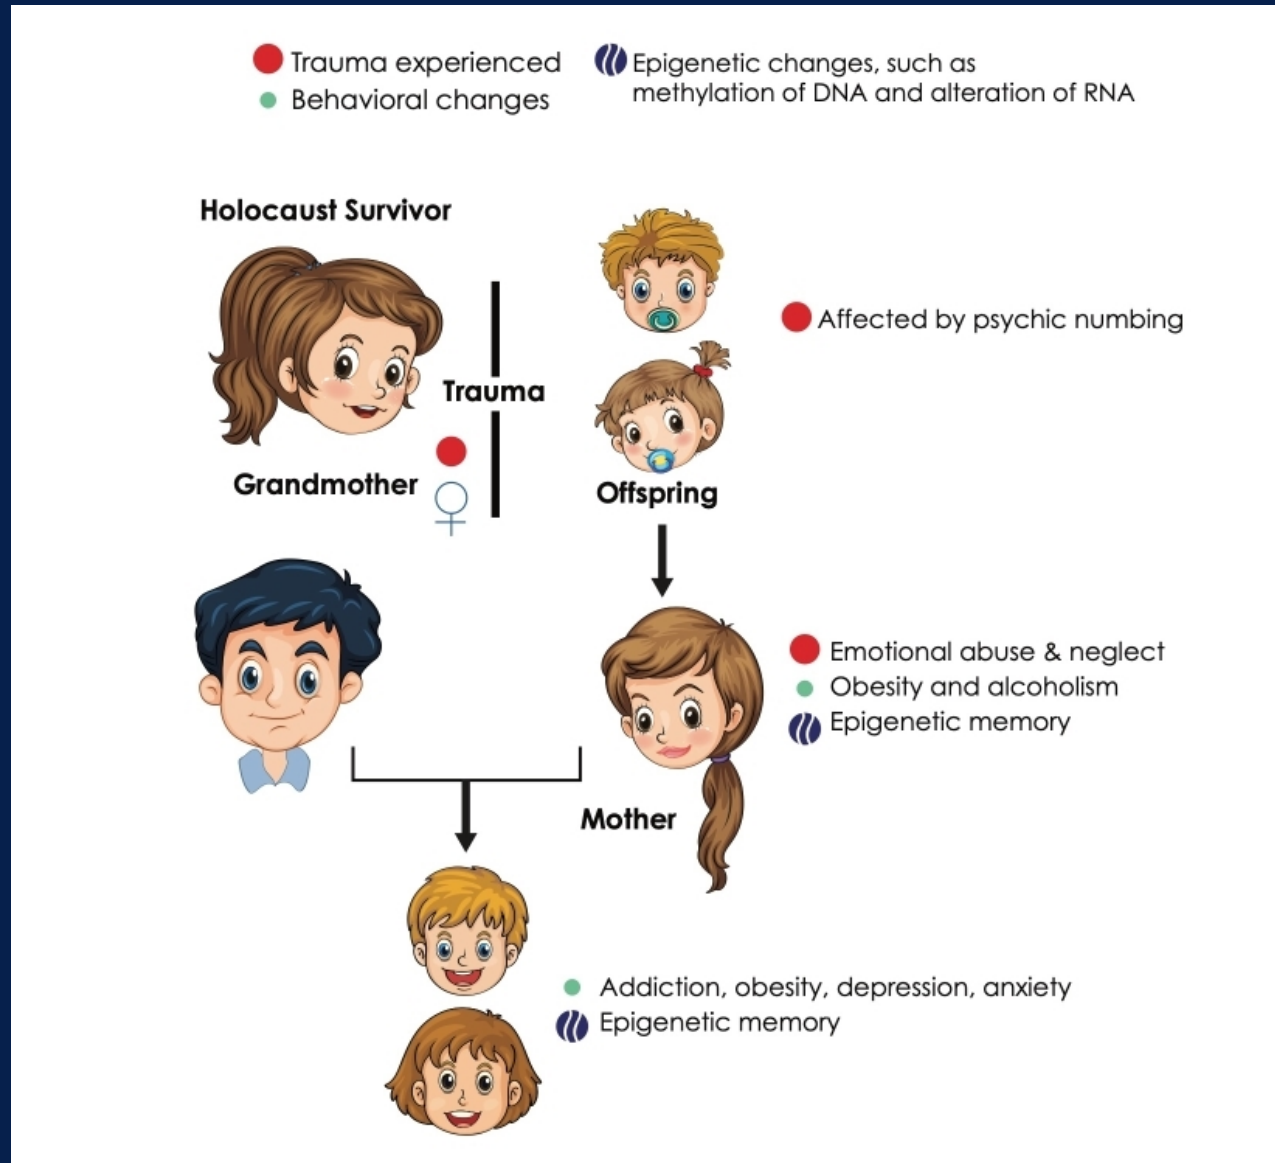 Trauma experienced
Behavioral changes
Epigenetic changes, such as
methylation of DNA and alteration of RNA
Holocaust Survivor
Trauma
Grandmother
Affected by psychic numbing
Offspring
Emotional abuse & neglect
Obesity and alcoholism
Epigenetic memory
Mother
Addiction, obesity, depression, anxiety
Epigenetic memory